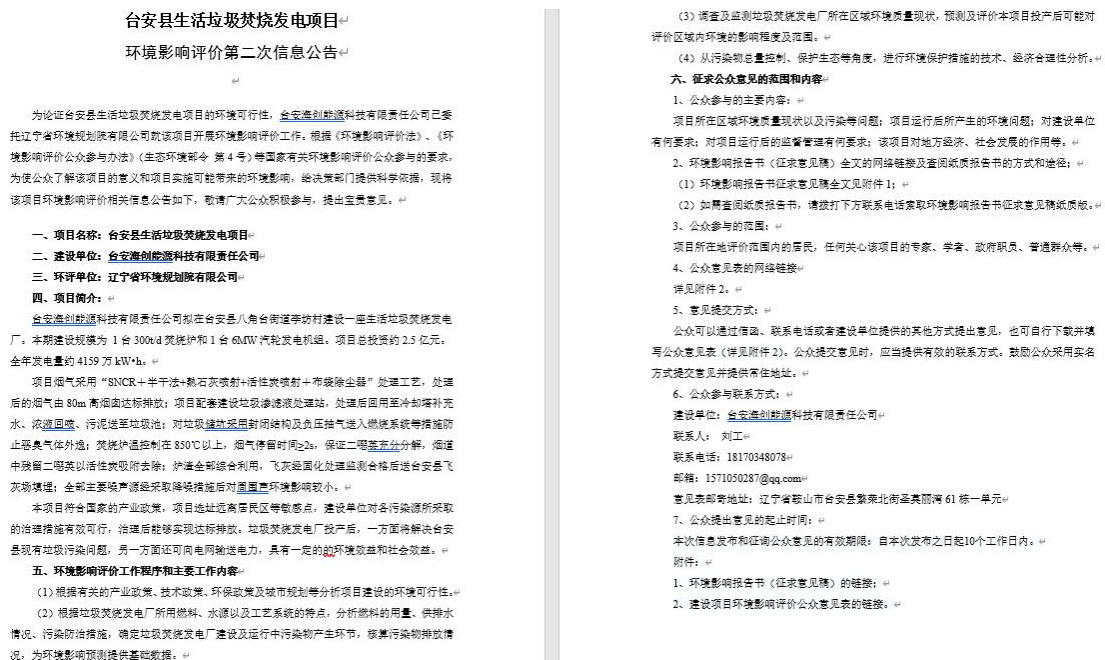 台安县生活垃圾焚烧发电项目
环境影响评价第二次信息公告
为论证台安县生活垃圾焚烧发电项目的环境可行性，台安海创能源科技有限责任公司已委
托辽宁省环境规划院有限公司就该项目开展环境影响评价工作。根据《环境影响评价法》、《环
境影响评价公众参与办法》（生态环境部令 第4号）等国家有关环境影响评价公众参与的要求，
为使公众了解该项目的意义和项目实施可能带来的环境影响，给决策部门提供科学依据，现将
该项目环境影响评价相关信息公告如下，敬请广大公众积极参与，提出宝贵意见。
一、项目名称：台安县生活垃圾焚烧发电项目
二、建设单位：台安海创能源科技有限责任公司
三、环评单位：辽宁省环境规划院有限公司
四、项目简介：
台安海创能源科技有限责任公司拟在台安县八角台街道亭坊村建设一座生活垃圾焚烧发电
厂。本期建设规模为 1台300t/d焚烧炉和1台6MW汽轮发电机组。项目总投资约2.5亿元。
全年发电量约4159万kW•h。
项目烟气采用“SNCR＋半干法+熟石灰喷射+活性炭喷射＋布袋除尘器”处理工艺，处理
后的烟气由80m高烟囱达标排放；项目配套建设垃圾渗滤液处理站，处理后回用至冷却塔补充
水、浓液回喷、污泥送至垃圾池；对垃圾储坑采用封闭结构及负压抽气送入燃烧系统等措施防
止恶臭气体外逸；焚烧炉温控制在850℃以上，烟气停留时间≥2s，保证二噁英充分分解，烟道
中残留二噁英以活性炭吸附去除；炉渣全部综合利用，飞灰经固化处理监测合格后送台安县飞
灰场填埋；全部主要噪声源经采取降噪措施后对周围声环境影响较小。
本项目符合国家的产业政策，项目选址远离居民区等敏感点，建设单位对各污染源所采取
的治理措施有效可行，治理后能够实现达标排放。垃圾焚烧发电厂投产后，一方面将解决台安
县现有垃圾污染问题，另一方面还可向电网输送电力，具有一定的的环境效益和社会效益。
五、环境影响评价工作程序和主要工作内容
（1）根据有关的产业政策、技术政策、环保政策及城市规划等分析项目建设的环境可行性。
（2）根据垃圾焚烧发电厂所用燃料、水源以及工艺系统的特点，分析燃料的用量、供排水
情况、污染防治措施，确定垃圾焚烧发电厂建设及运行中污染物产生环节，核算污染物排放情
况，为环境影响预测提供基础数据。
（3）调查及监测垃圾焚烧发电厂所在区域环境质量现状，预测及评价本项目投产后可能对
评价区域内环境的影响程度及范围。
（4）从污染物总量控制、保护生态等角度，进行环境保护措施的技术、经济合理性分析。
六、征求公众意见的范围和内容
1、公众参与的主要内容：
项目所在区域环境质量现状以及污染等问题；项目运行后所产生的环境问题；对建设单位
有何要求；对项目运行后的监督管理有何要求；该项目对地方经济、社会发展的作用等。
2、环境影响报告书（征求意见稿）全文的网络链接及查阅纸质报告书的方式和途径；
（1）环境影响报告书征求意见稿全文见附件1；
（2）如需查阅纸质报告书，请拨打下方联系电话索取环境影响报告书征求意见稿纸质版。
3、公众参与的范围：
项目所在地评价范围内的居民，任何关心该项目的专家、学者、政府职员、普通群众等。
4、公众意见表的网络链接
详见附件2。
5、意见提交方式：
公众可以通过信函、联系电话或者建设单位提供的其他方式提出意见，也可自行下载并填
写公众意见表（详见附件2）。公众提交意见时，应当提供有效的联系方式。鼓励公众采用实名
方式提交意见并提供常住地址。
6、公众参与联系方式：
建设单位：台安海创能源科技有限责任公司
联系人： 刘工
联系电话：18170348078
邮箱：1571050287@qq.com
意见表邮寄地址：辽宁省鞍山市台安县繁荣北街圣莫丽湾61栋一单元
7、公众提出意见的起止时间：
本次信息发布和征询公众意见的有效期限：自本次发布之日起10个工作日内。
附件：
1、环境影响报告书（征求意见稿）的链接；
2、建设项目环境影响评价公众意见表的链接。